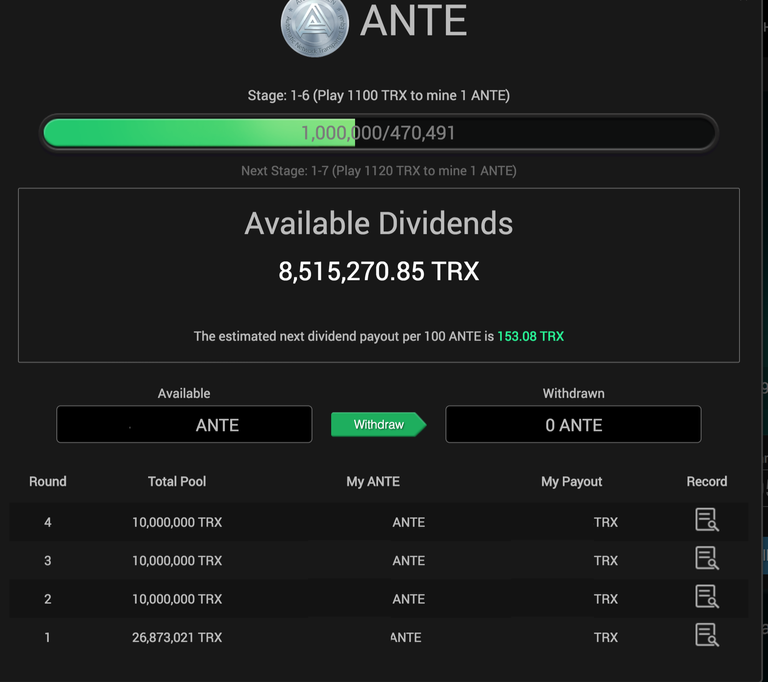 ANTE
Stage: 1-6 (Play 1100 TRX to mine 1 ANTE)
1,000,000/470,491
Next Stage: 1-7 (Play 1120 TRX to mine 1 ANTE)
Available Dividends
8,515,270.85 TRX
The estimated next dividend payout per 100 ANTE is 153.08 TRX
Available Withdrawn
ANTE Withdraw 0 ANTE
Round Total Pool My ANTE My Payout Record
4 10,000,000 TRX ANTE TRX
3 10,000,000 TRX ANTE TRX
2 10,000,000 TRX ANTE TRX
1 26,873,021 TRX ANTE TRX